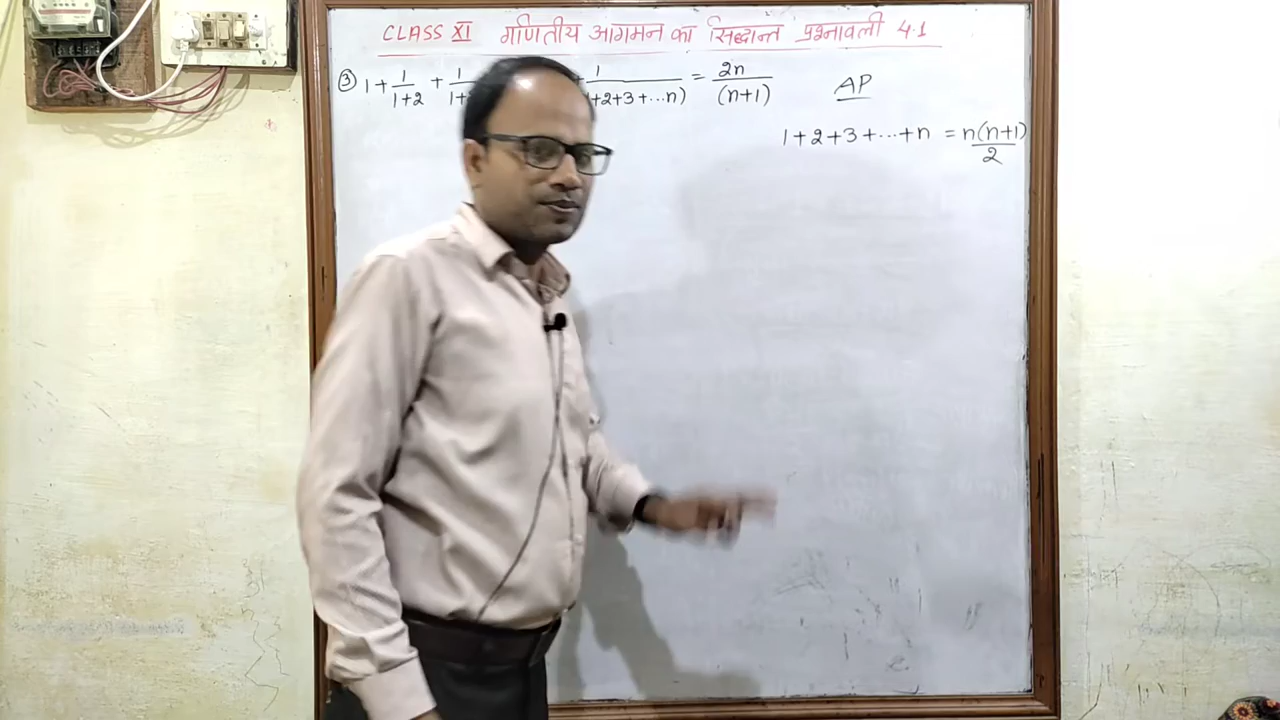 CLASS XI गणितीय आगमन का सिद्धान्त प्रश्नावली 4.1
③ 1 + 1/1+2 + 1/1+ + 1/+2+3+...n) = 2n/(n+1) AP
1+2+3+...+n = n(n+1)/2